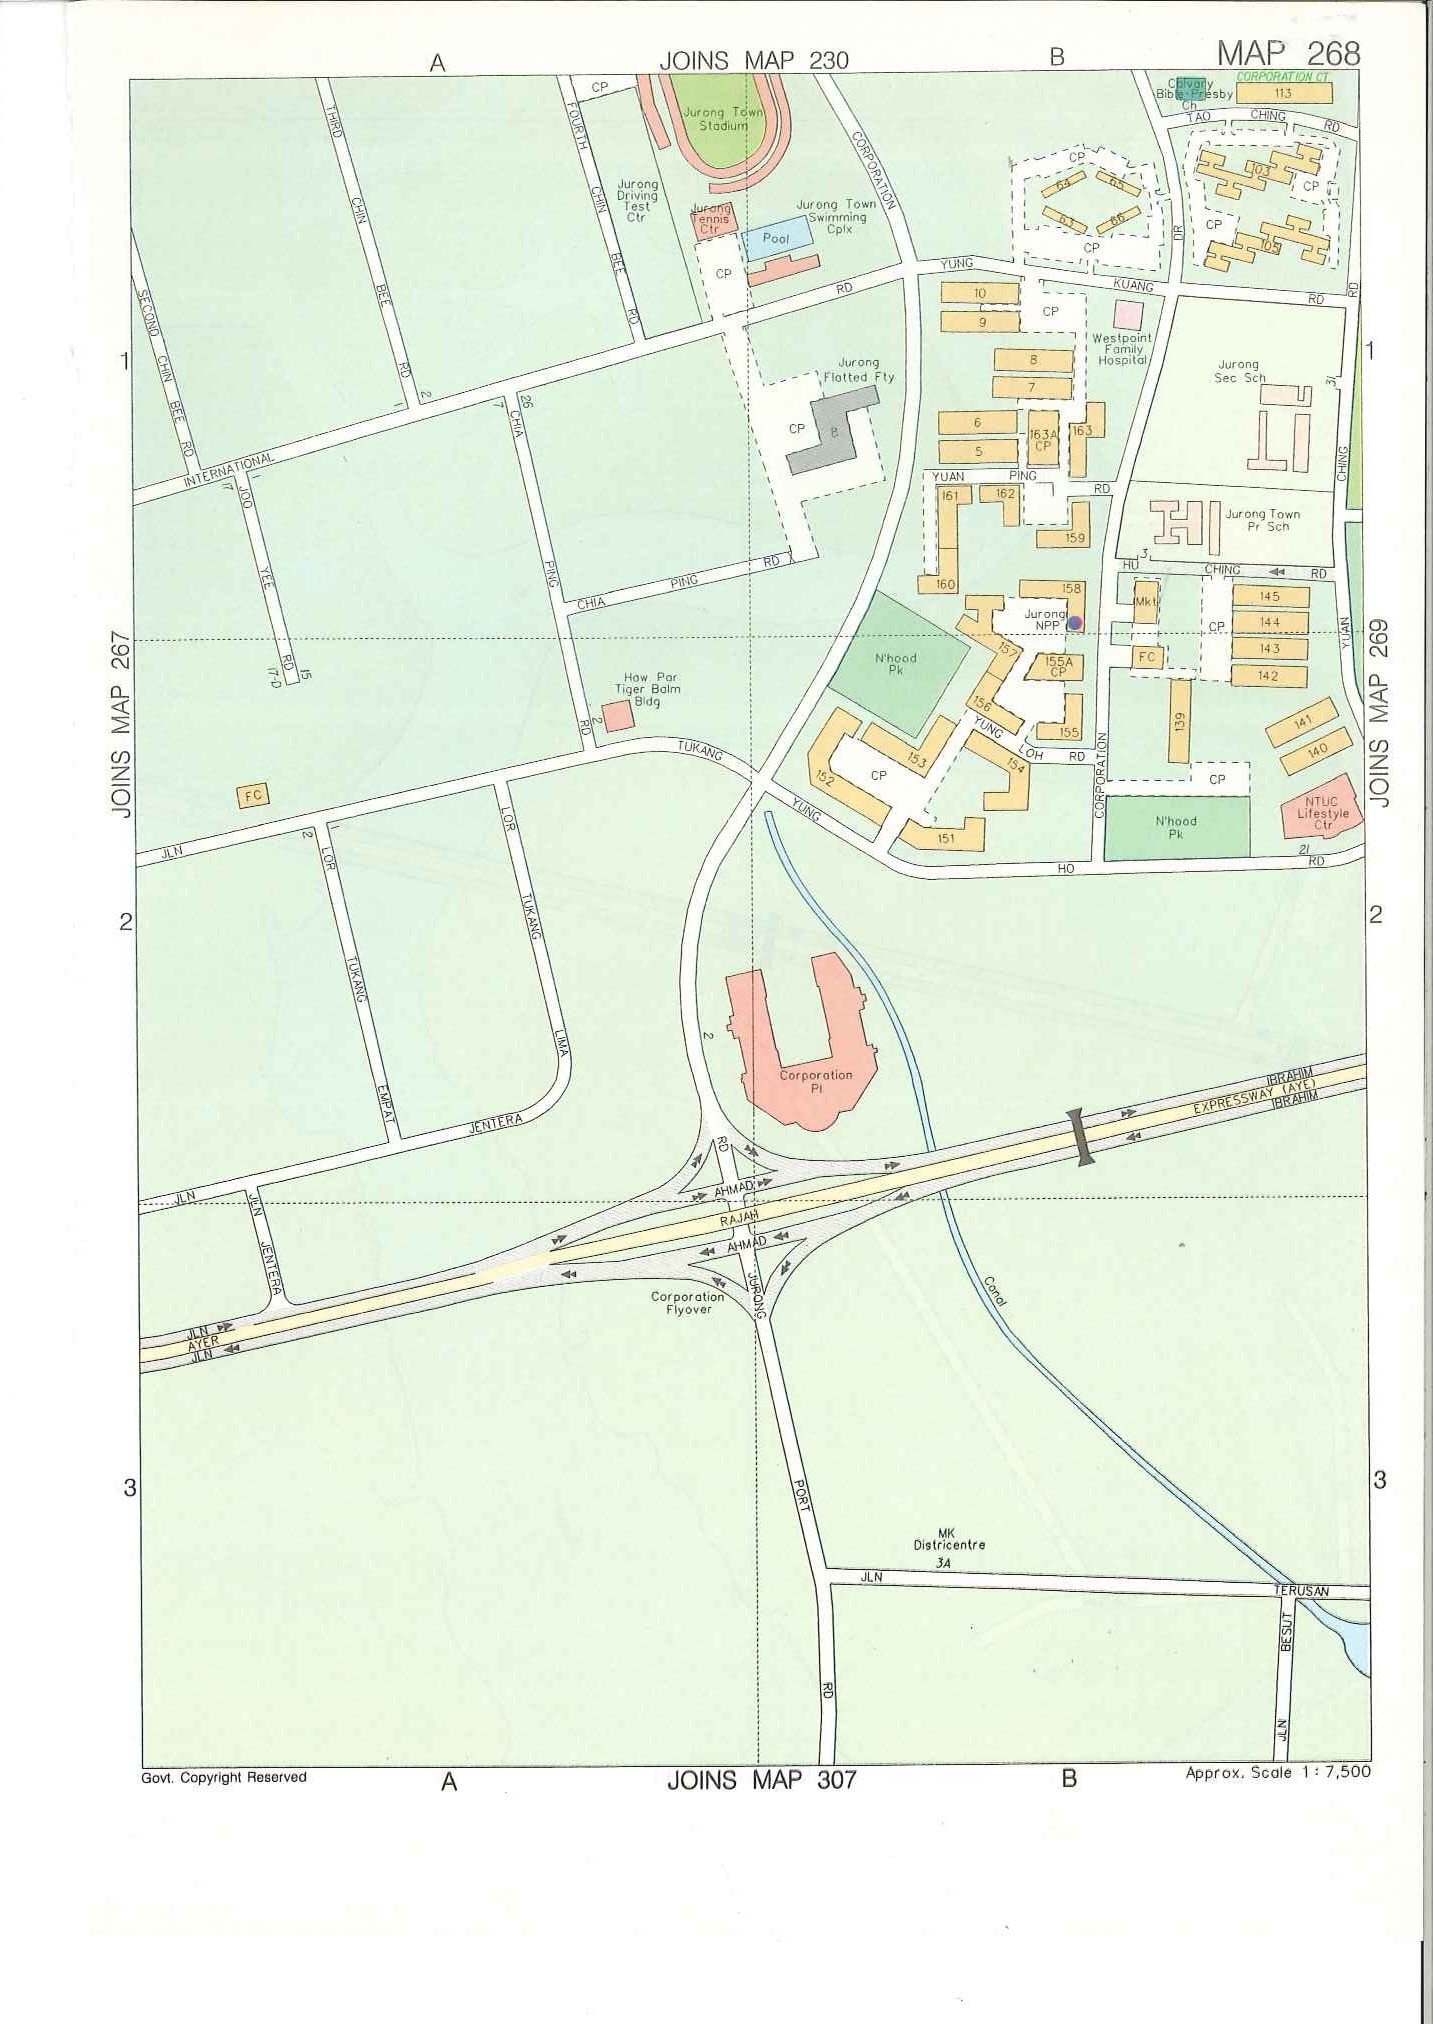 A
JOINS MAP 230
B
MAP 268
CORPORATION CT
Calvary
Bible-Presby
Ch
113
TAO
CHING
RD
CP
Jurong Town
Stadium
THIRD
CHIN
BEE
RD
FOURTH
CHIN
BEE
RD
CORPORATION
CP
64
65
63
66
CP
103
CP
CP
105
DR
RD
Jurong
Driving
Test
Ctr
Jurong
Tennis
Ctr
Jurong Town
Swimming
Cplx
Pool
CP
RD
YUNG
KUANG
RD
SECOND
CHIN
BEE
RD
10
9
CP
8
7
6
5
163A
CP
163
Westpoint
Family
Hospital
Jurong
Sec Sch
31
CHING
1
1
Jurong
Flatted Fty
CP
B
1
2
7
26
CHIA
PING
RD
INTERNATIONAL
17
1
JOO
YEE
RD
15
17-D
YUAN
PING
RD
161
162
159
160
Jurong Town
Pr Sch
3
HU
CHING
RD
CHIA
PING
RD
158
Jurong
NPP
157
155A
CP
156
155
Mkt
FC
CP
145
144
143
142
139
141
140
YUAN
JOINS MAP 267
JOINS MAP 269
N'hood
Pk
Haw Par
Tiger Balm
Bldg
2
TUKANG
YUNG
LOH
RD
153
154
152
CP
151
CORPORATION
CP
N'hood
Pk
NTUC
Lifestyle
Ctr
21
RD
YUNG
HO
FC
JLN
2
1
LOR
TUKANG
EMPAT
LOR
TUKANG
LIMA
2
2
2
Corporation
Pl
JENTERA
JLN
JLN
JENTERA
RD
AHMAD
RAJAH
AHMAD
IBRAHIM
EXPRESSWAY (AYE)
IBRAHIM
Corporation
Flyover
JLN
AYER
JLN
JURONG
PORT
RD
Canal
3
3
MK
Districentre
3A
JLN
TERUSAN
BESUT
JLN
Govt. Copyright Reserved
A
JOINS MAP 307
B
Approx. Scale 1 : 7,500